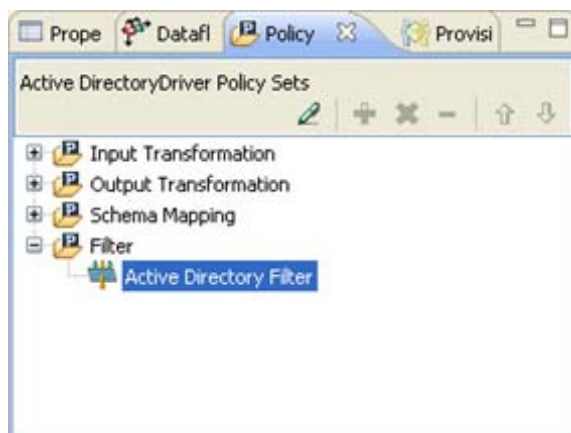 Prope Datafl Policy Provisi
Active DirectoryDriver Policy Sets
Input Transformation
Output Transformation
Schema Mapping
Filter
Active Directory Filter